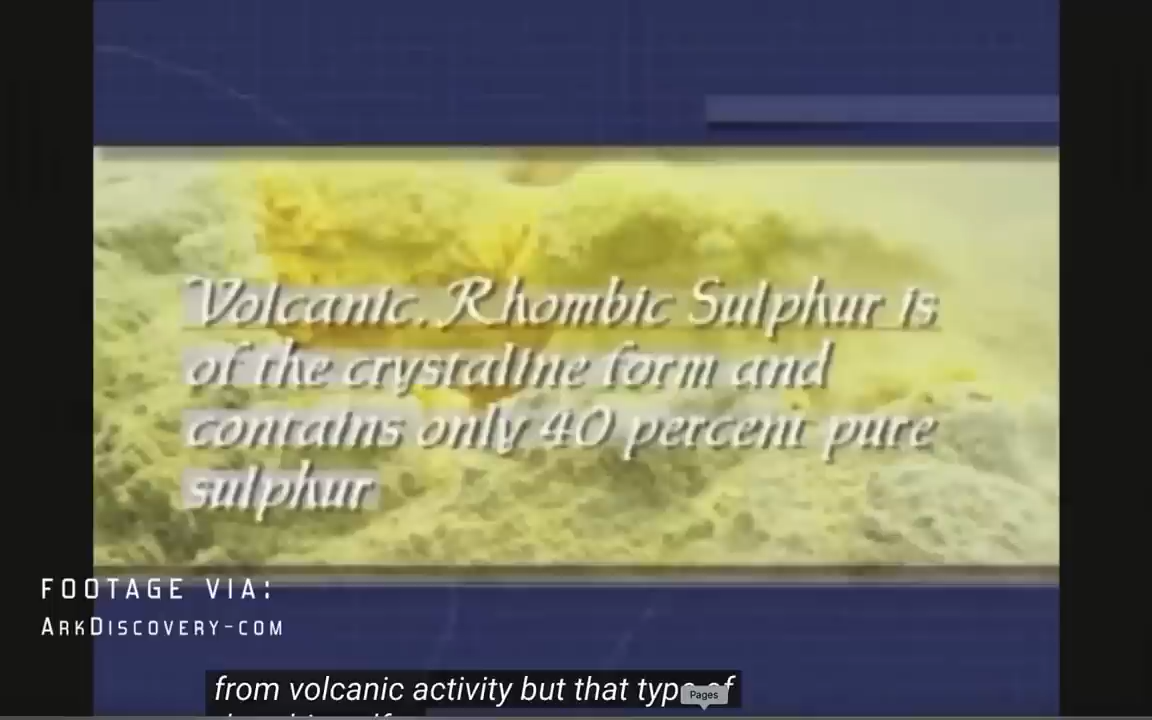 Volcanic. Rhombic Sulphur is
of the crystaline form and
contains only 40 percent pure
sulphur
FOOTAGE VIA:
ARKDISCOVERY-COM
from volcanic activity but that type of
Pages